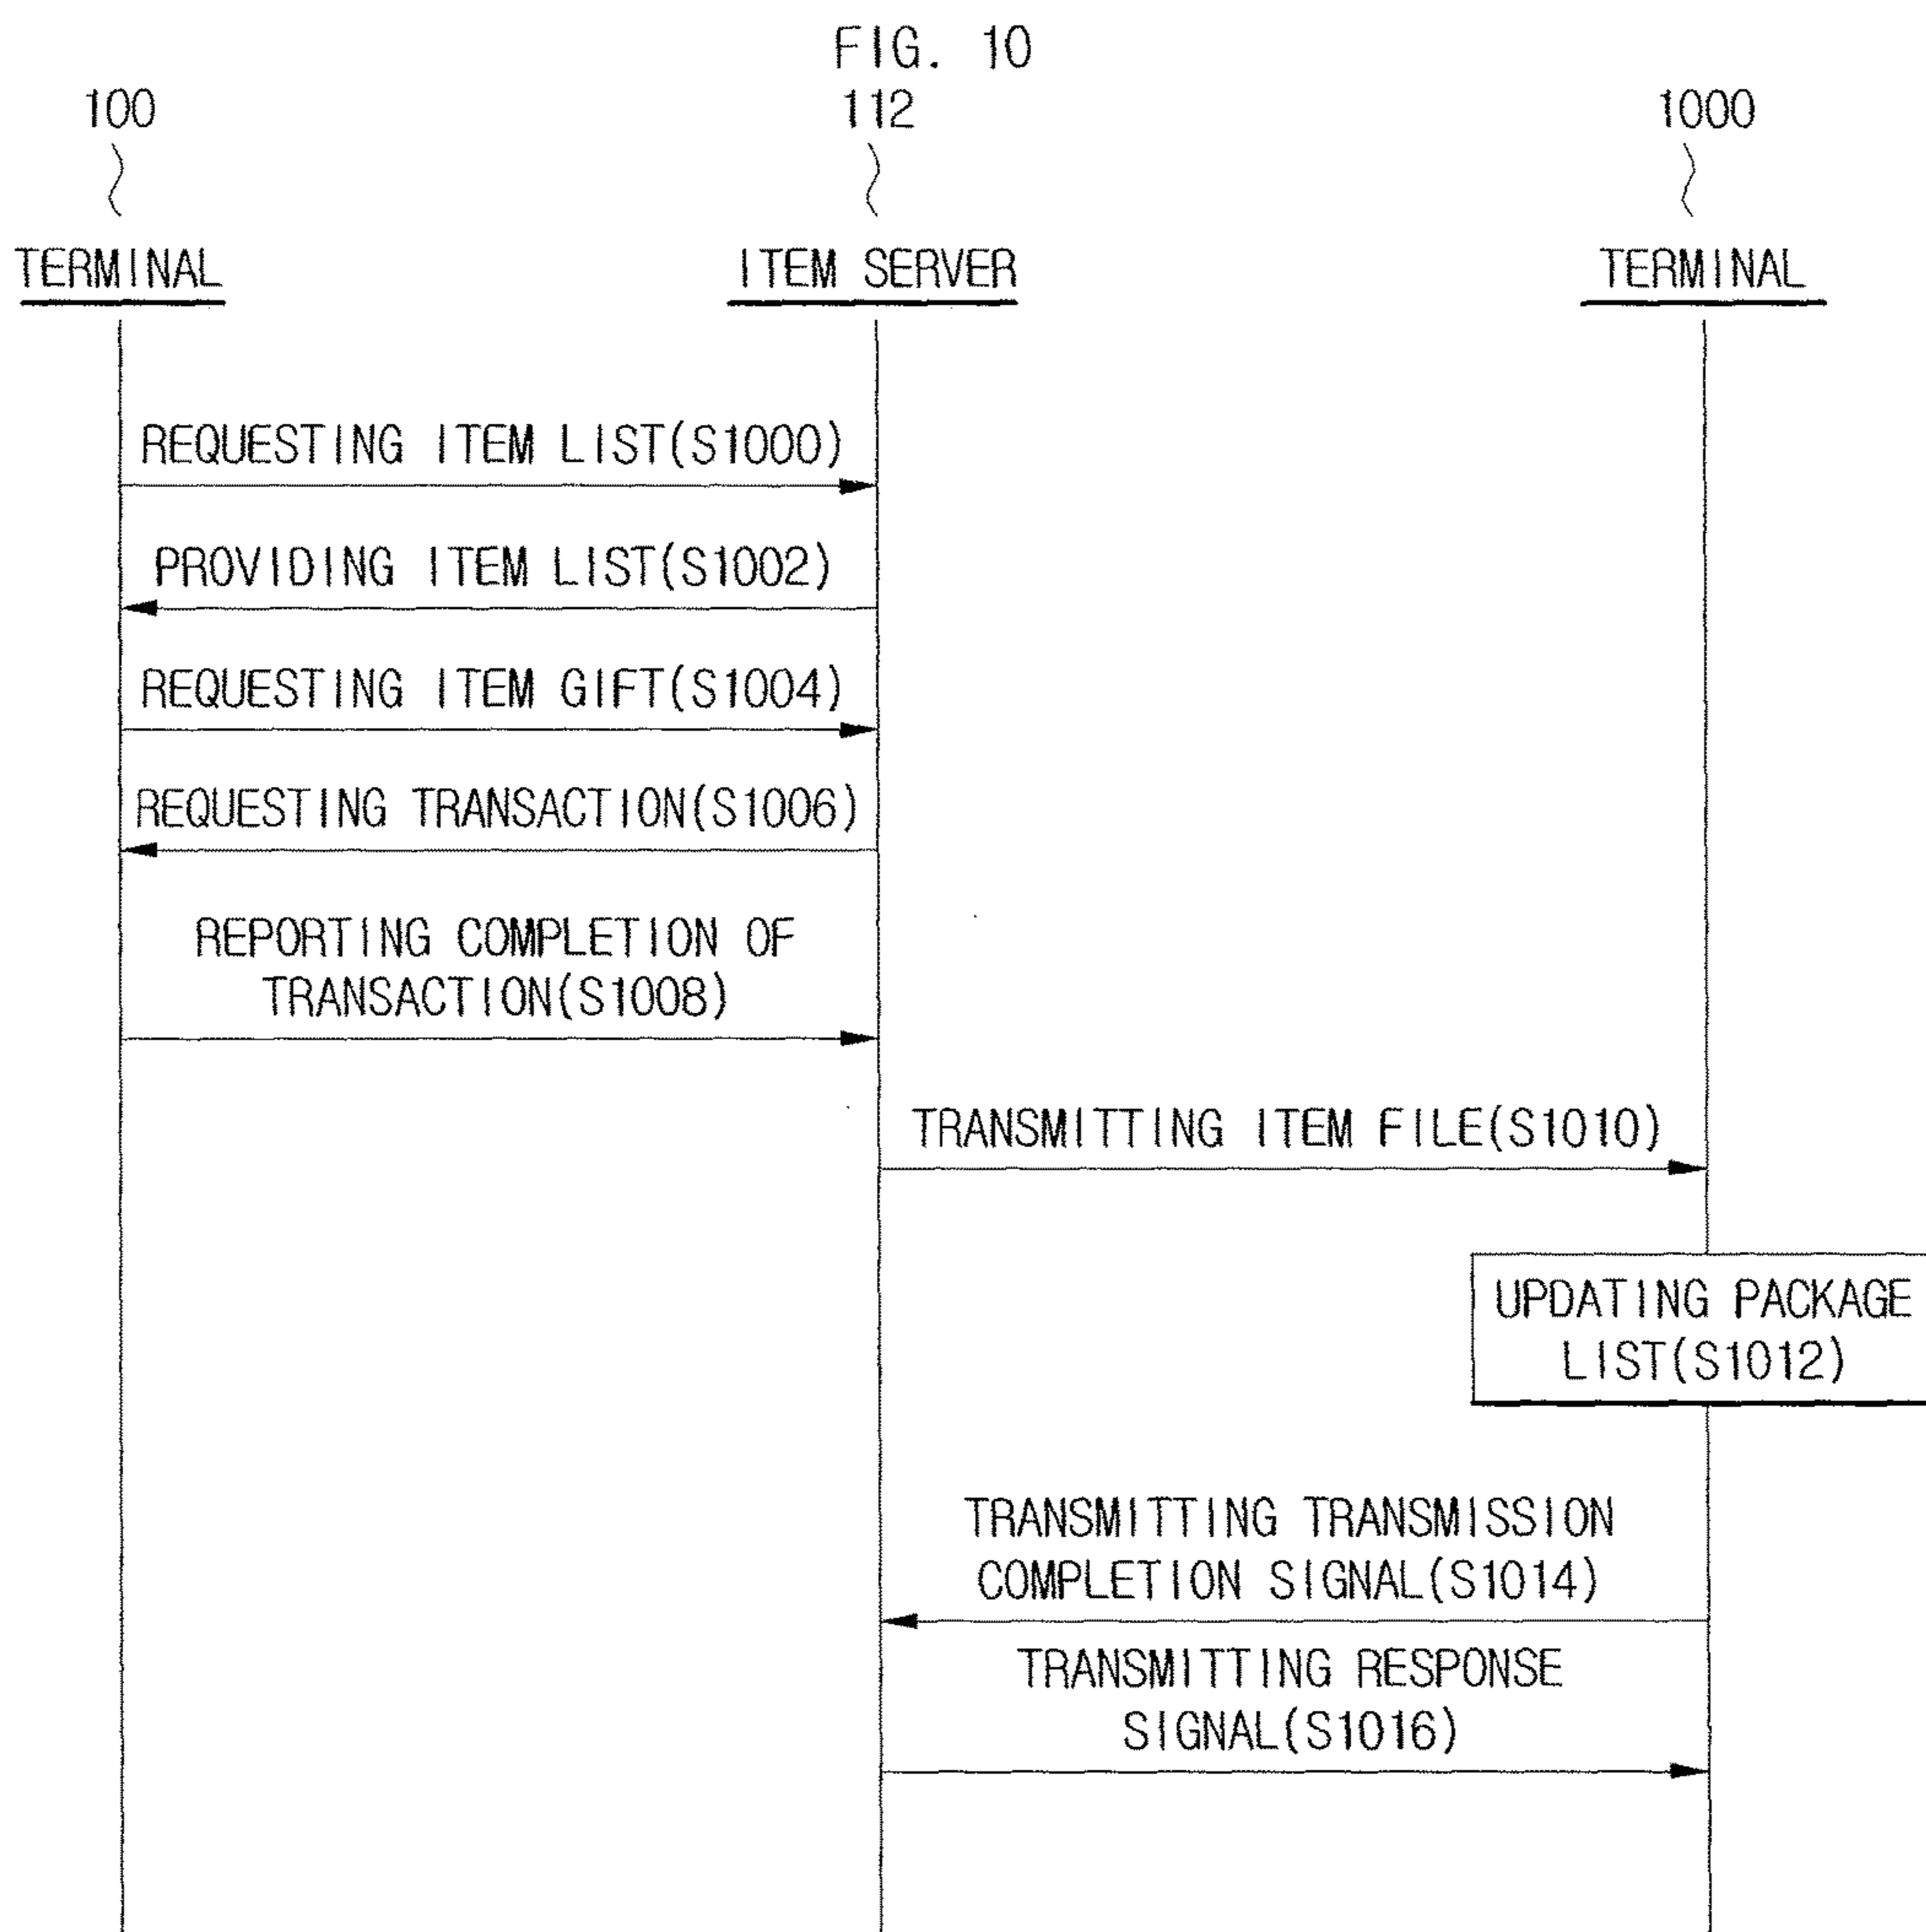 FIG. 10
100
112
1000
TERMINAL
ITEM SERVER
TERMINAL
REQUESTING ITEM LIST(S1000)
PROVIDING ITEM LIST(S1002)
REQUESTING ITEM GIFT(S1004)
REQUESTING TRANSACTION(S1006)
REPORTING COMPLETION OF
TRANSACTION(S1008)
TRANSMITTING ITEM FILE(S1010)
UPDATING PACKAGE
LIST(S1012)
TRANSMITTING TRANSMISSION
COMPLETION SIGNAL(S1014)
TRANSMITTING RESPONSE
SIGNAL(S1016)